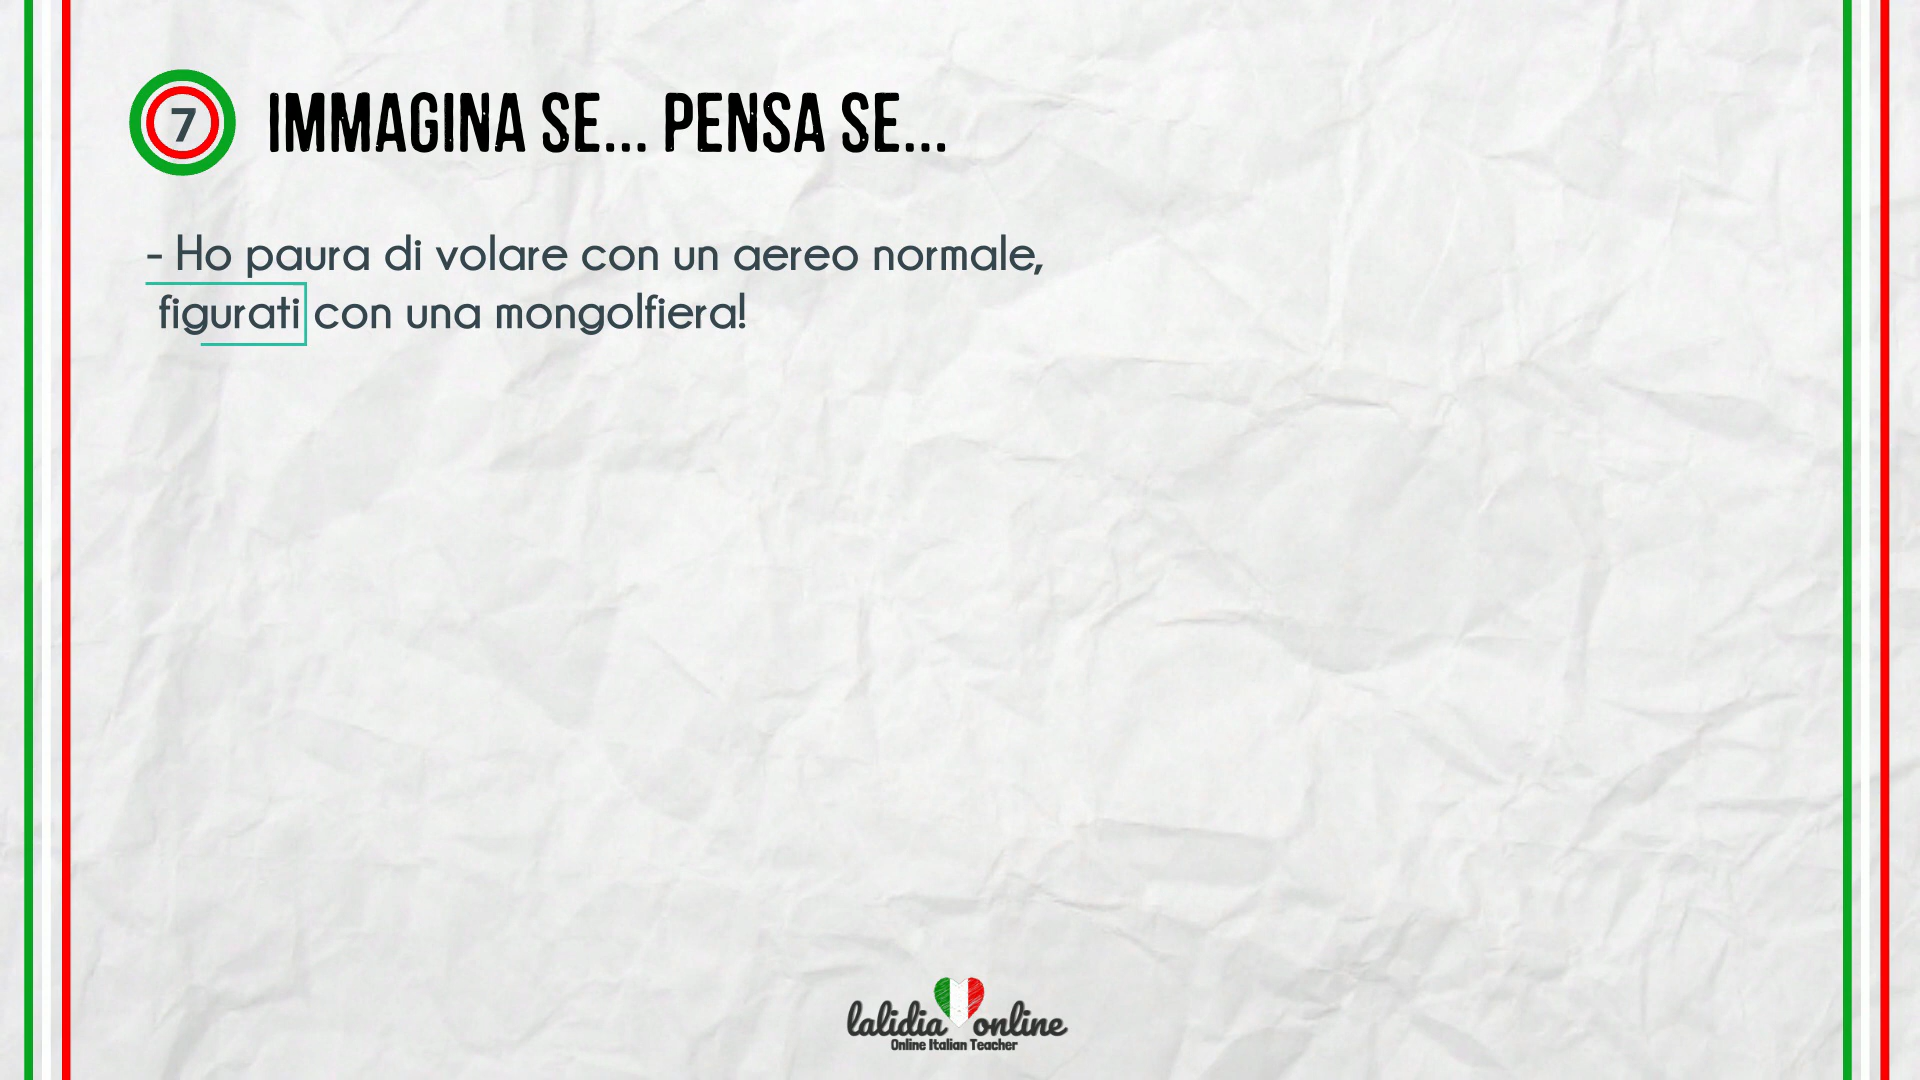 7
IMMAGINA SE... PENSA SE...
- Ho paura di volare con un aereo normale,
figurati con una mongolfiera!
lalidia online
Online Italian Teacher